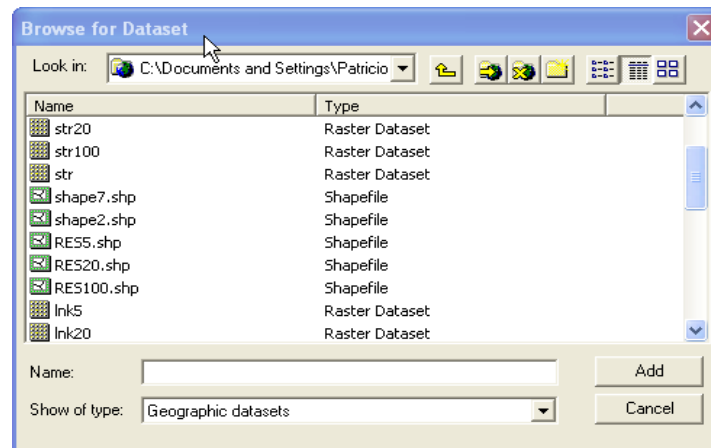 Browse for Dataset
Look in: C:\Documents and Settings\Patricio
Name Type
str20 Raster Dataset
str100 Raster Dataset
str Raster Dataset
shape7.shp Shapefile
shape2.shp Shapefile
RES5.shp Shapefile
RES20.shp Shapefile
RES100.shp Shapefile
lnk5 Raster Dataset
lnk20 Raster Dataset
Name: Add
Show of type: Geographic datasets Cancel